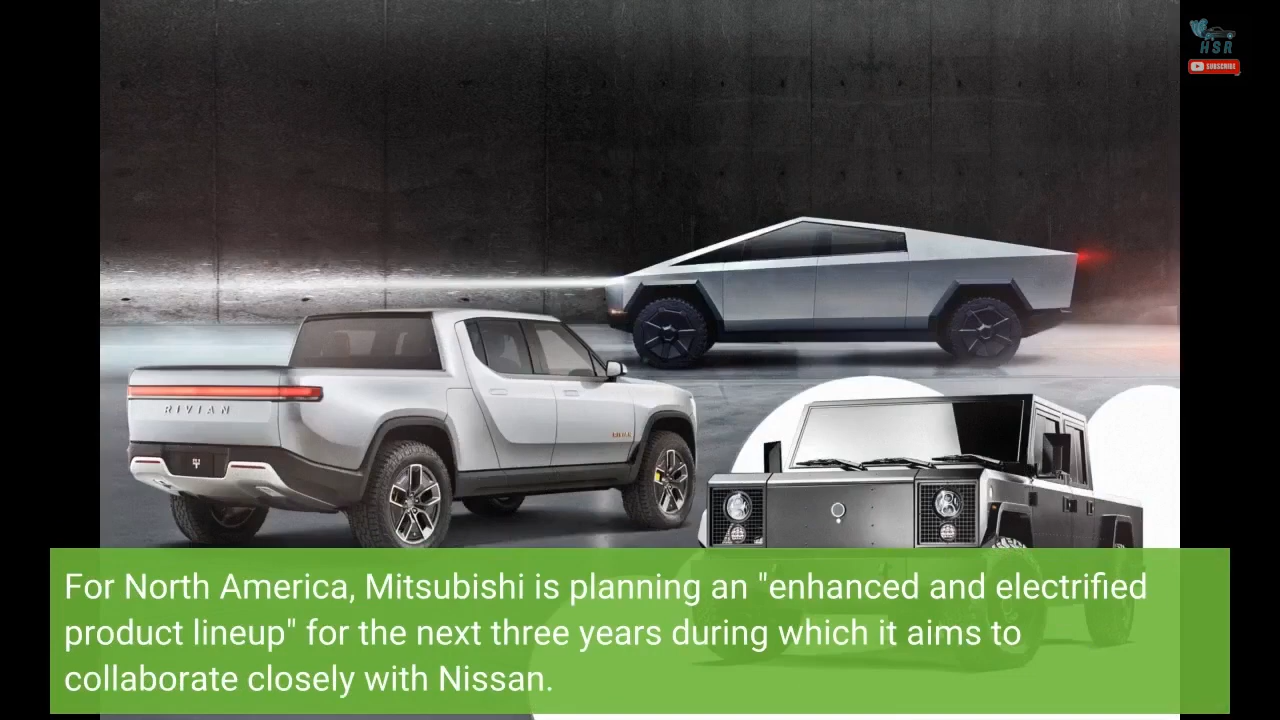 HSR
SUBSCRIBE
RIVIAN
For North America, Mitsubishi is planning an "enhanced and electrified
product lineup" for the next three years during which it aims to
collaborate closely with Nissan.